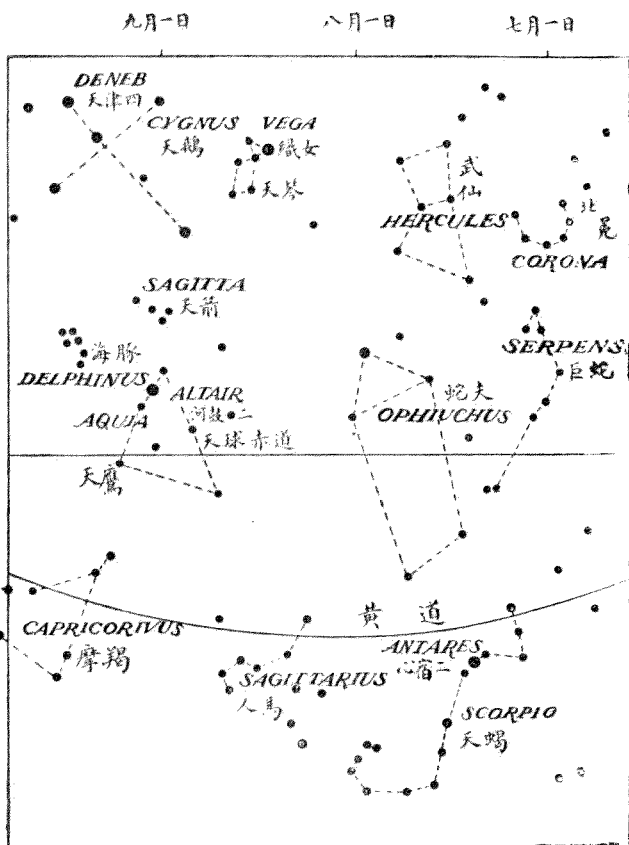 九月一日
八月一日
七月一日
DENEB
天津四
CYGNUS
天鵝
VEGA
織女
天琴
武仙
HERCULES
北冕
CORONA
SAGITTA
天箭
海豚
DELPHINUS
SERPENS
巨蛇
ALTAIR
河鼓二
AQUIA
天球赤道
天鷹
蛇夫
OPHIUCHUS
黄道
CAPRICORIVUS
摩羯
ANTARES
心宿二
SAGITTARIUS
人馬
SCORPIO
天蝎